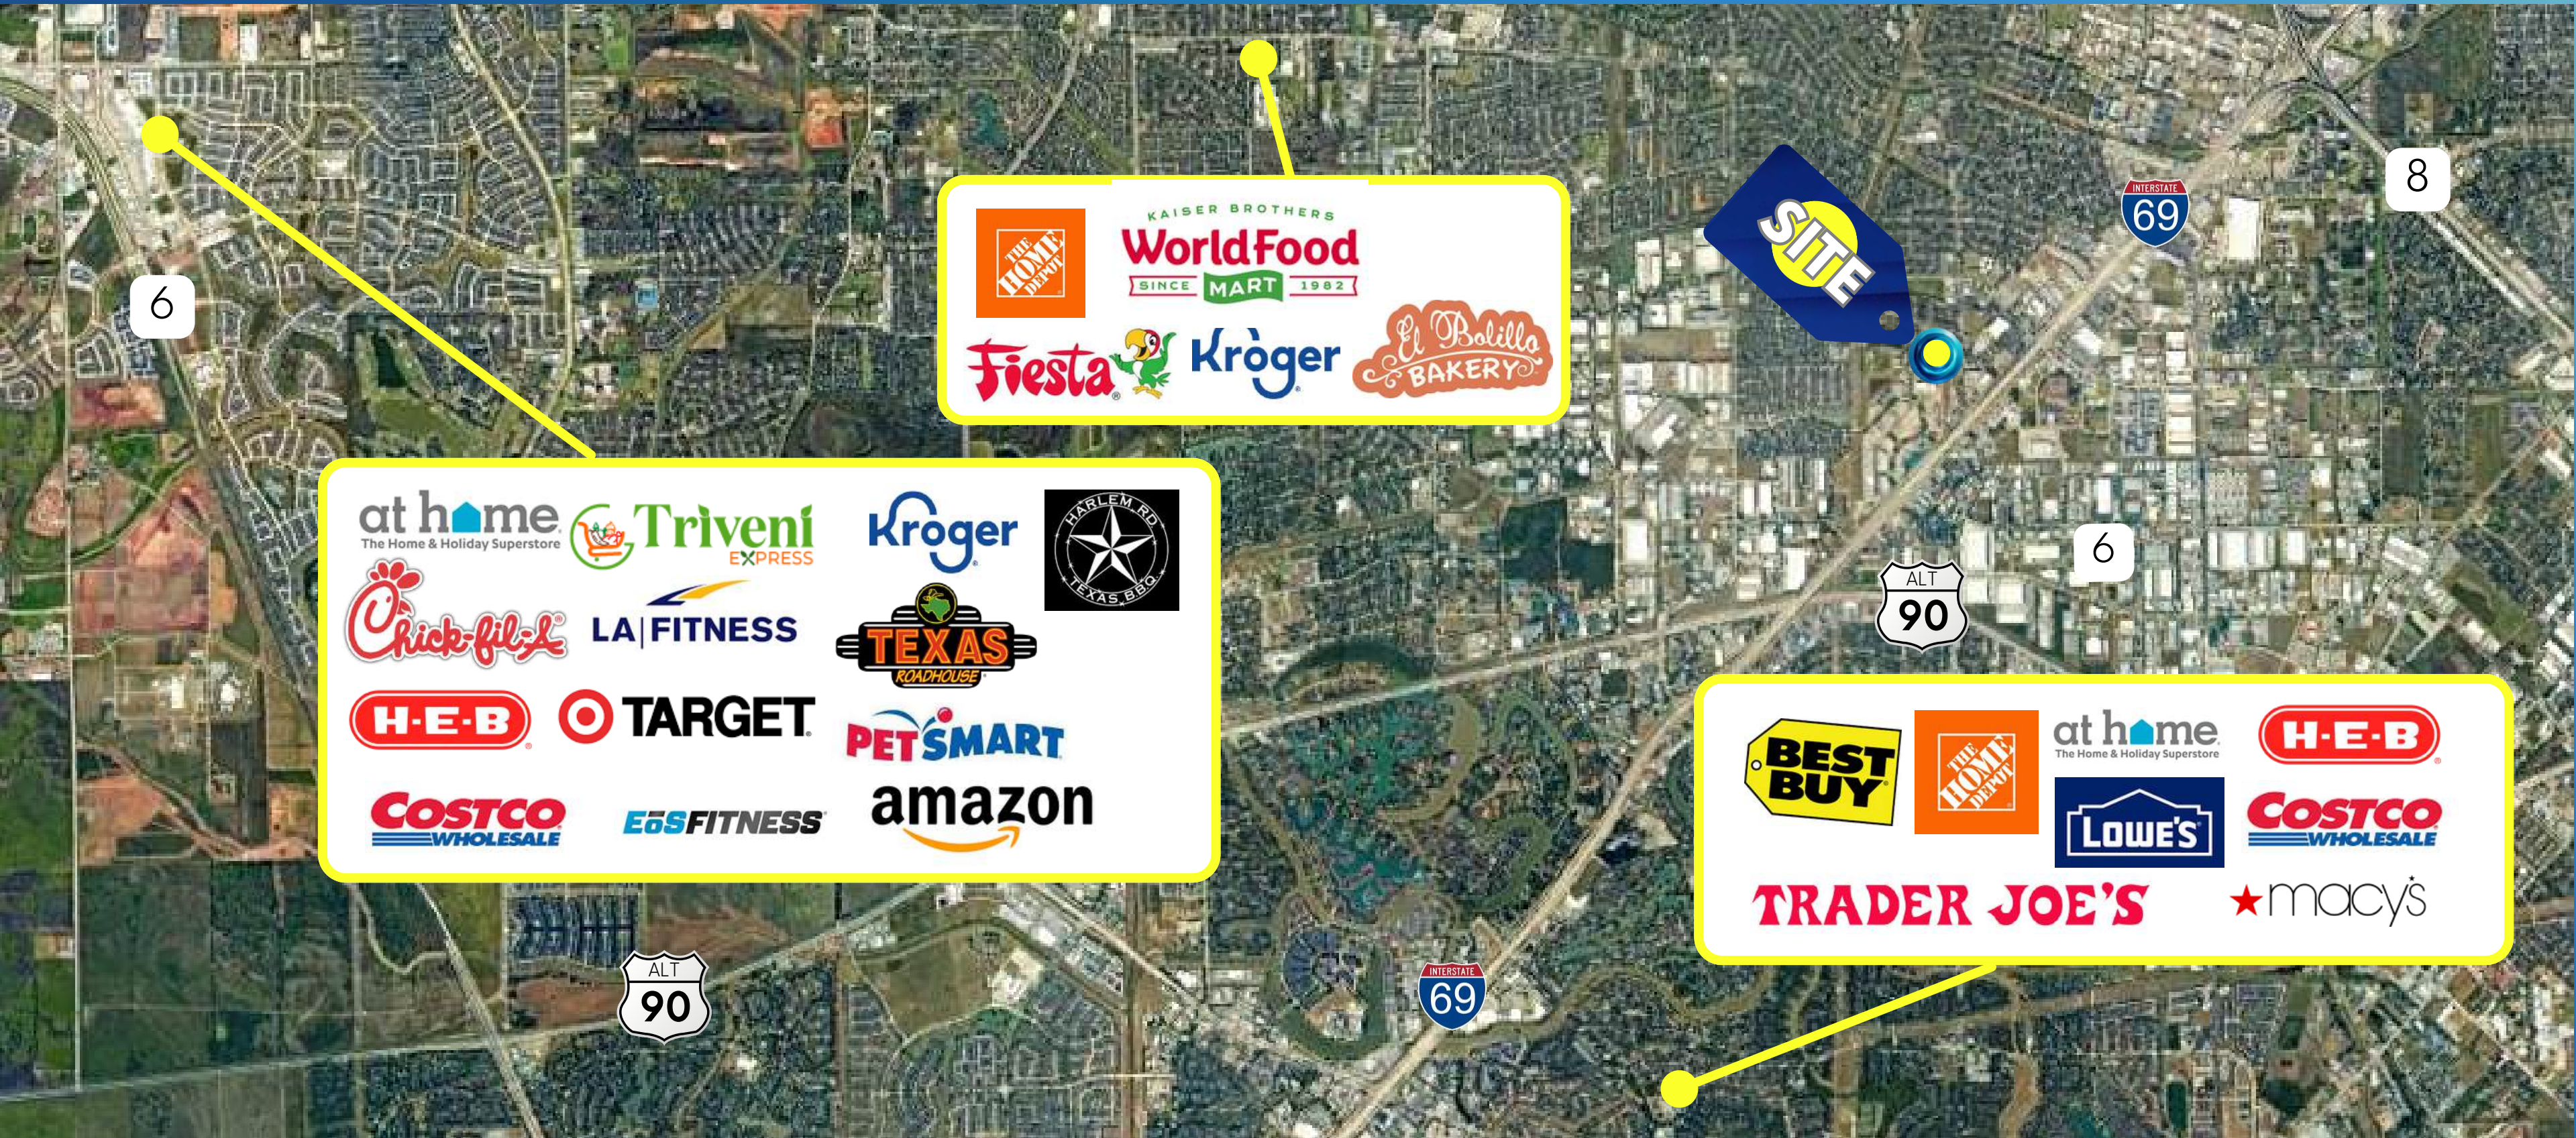 8
INTERSTATE
69
SITE
6
THE
HOME
DEPOT
KAISER BROTHERS
WorldFood
SINCE MART 1982
Fiesta®
Kroger®
El Bolillo
BAKERY
at home
The Home & Holiday Superstore
Triveni
EXPRESS
Kroger®
HARLEM RD.
TEXAS B.B.Q.
Chick-fil-A®
LA|FITNESS
TEXAS
ROADHOUSE
H-E-B®
TARGET
PETSMART
COSTCO
WHOLESALE
EōSFITNESS
amazon
6
ALT
90
BEST
BUY
THE
HOME
DEPOT
at home
The Home & Holiday Superstore
H-E-B®
LOWE'S
COSTCO
WHOLESALE
TRADER JOE'S
macy's
ALT
90
INTERSTATE
69